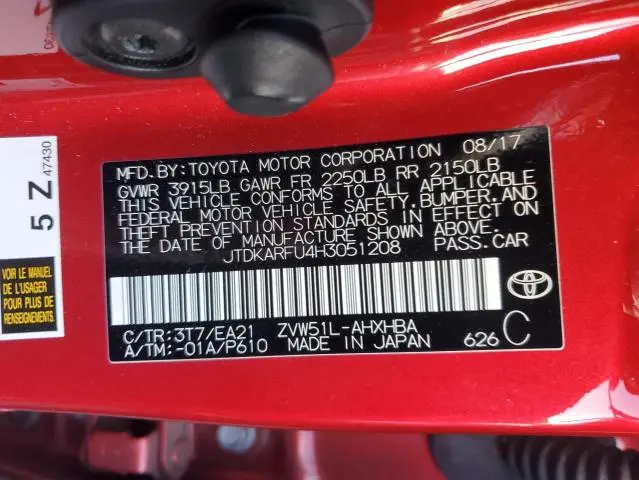 MFD.BY:TOYOTA MOTOR CORPORATION 08/17
GVWR 3915LB GAWR FR 2250LB RR 2150LB
THIS VEHICLE CONFORMS TO ALL APPLICABLE
FEDERAL MOTOR VEHICLE SAFETY,BUMPER,AND
THEFT PREVENTION STANDARDS IN EFFECT ON
THE DATE OF MANUFACTURE SHOWN ABOVE.
JTDKARFU4H3051208 PASS.CAR
C/TR:3T7/EA21 ZVW51L-AHXHBA
A/TM:-01A/P610 MADE IN JAPAN 626 C
5 Z 47430
VOIR LE MANUEL
DE L'USAGER
POUR PLUS DE
RENSEIGNEMENTS